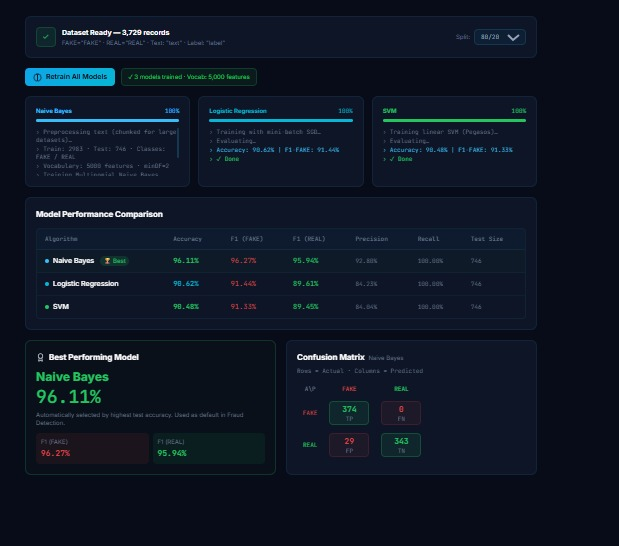 Dataset Ready — 3,729 records
FAKE="FAKE" · REAL="REAL" · Text: "text" · Label: "label"
Split: 80/20
Retrain All Models
✓ 3 models trained · Vocab: 5,000 features
Naive Bayes 100%
› Preprocessing text (chunked for large
datasets)…
› Train: 2983 · Test: 746 · Classes:
FAKE / REAL
› Vocabulary: 5000 features · minDF=2
› Training Multinomial Naive Bayes
Logistic Regression 100%
› Training with mini-batch SGD…
› Evaluating…
› Accuracy: 90.62% | F1-FAKE: 91.44%
› ✓ Done
SVM 100%
› Training linear SVM (Pegasos)…
› Evaluating…
› Accuracy: 90.48% | F1-FAKE: 91.33%
› ✓ Done
Model Performance Comparison
Algorithm Accuracy F1 (FAKE) F1 (REAL) Precision Recall Test Size
Naive Bayes 🏆 Best 96.11% 96.27% 95.94% 92.80% 100.00% 746
Logistic Regression 90.62% 91.44% 89.61% 84.23% 100.00% 746
SVM 90.48% 91.33% 89.45% 84.04% 100.00% 746
Best Performing Model
Naive Bayes
96.11%
Automatically selected by highest test accuracy. Used as default in Fraud
Detection.
F1 (FAKE) F1 (REAL)
96.27% 95.94%
Confusion Matrix Naive Bayes
Rows = Actual · Columns = Predicted
A\P FAKE REAL
FAKE 374 0
TP FN
REAL 29 343
FP TN